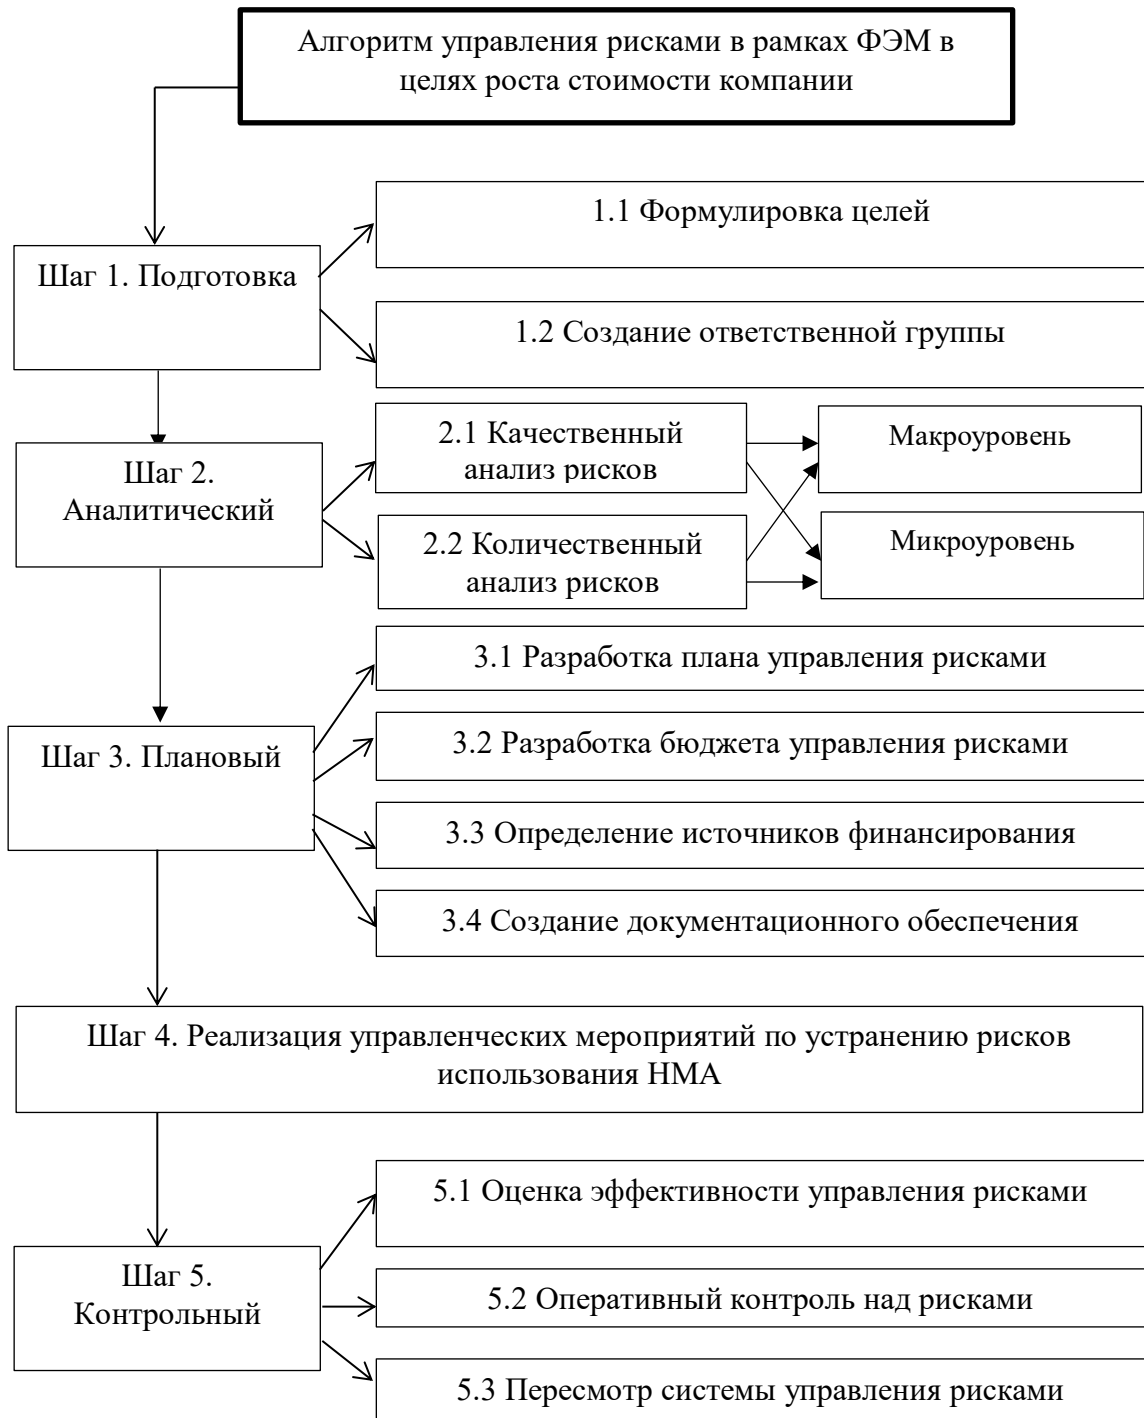 Алгоритм управления рисками в рамках ФЭМ в
целях роста стоимости компании
1.1 Формулировка целей
Шаг 1. Подготовка
1.2 Создание ответственной группы
2.1 Качественный
анализ рисков
Макроуровень
Шаг 2.
Аналитический
2.2 Количественный
анализ рисков
Микроуровень
3.1 Разработка плана управления рисками
Шаг 3. Плановый
3.2 Разработка бюджета управления рисками
3.3 Определение источников финансирования
3.4 Создание документационного обеспечения
Шаг 4. Реализация управленческих мероприятий по устранению рисков
использования НМА
5.1 Оценка эффективности управления рисками
Шаг 5.
Контрольный
5.2 Оперативный контроль над рисками
5.3 Пересмотр системы управления рисками